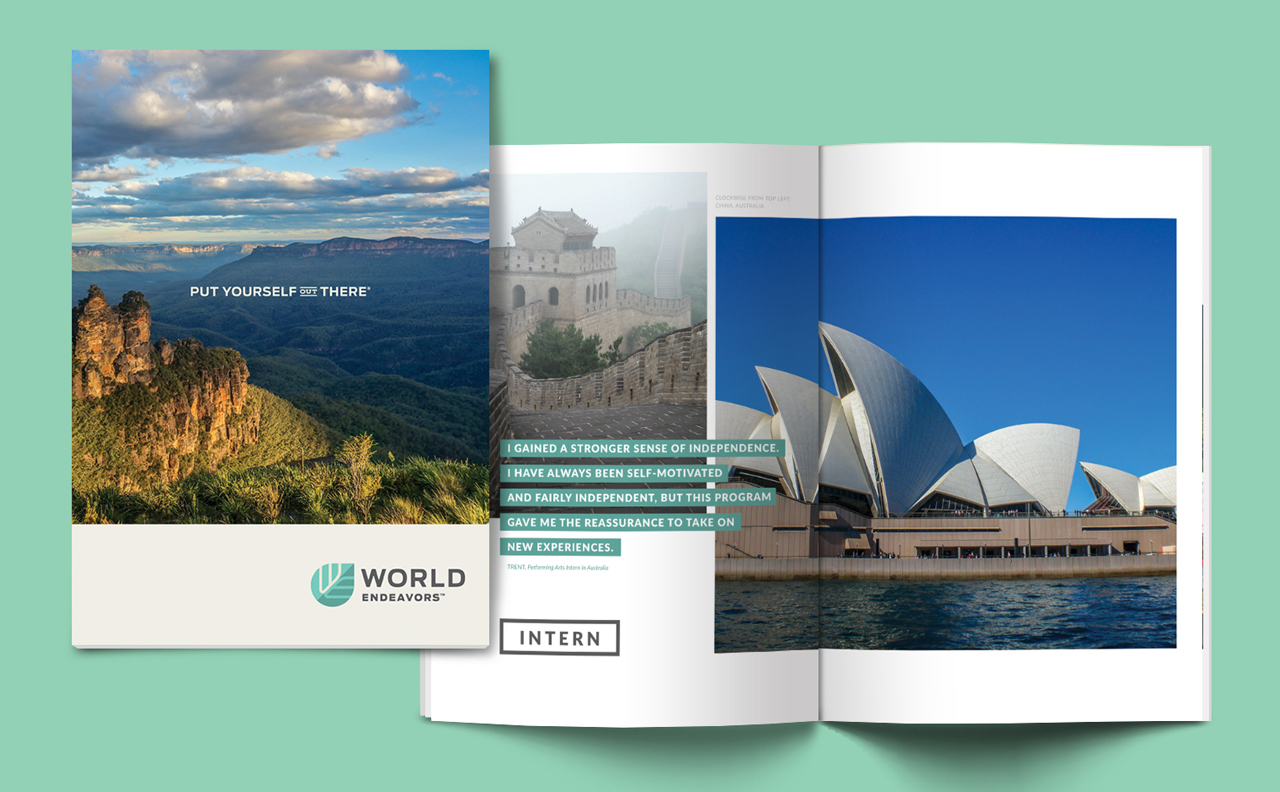 PUT YOURSELF OUT THERE®
WORLD
ENDEAVORS™
CLOCKWISE FROM TOP LEFT:
CHINA, AUSTRALIA
I GAINED A STRONGER SENSE OF INDEPENDENCE.
I HAVE ALWAYS BEEN SELF-MOTIVATED
AND FAIRLY INDEPENDENT, BUT THIS PROGRAM
GAVE ME THE REASSURANCE TO TAKE ON
NEW EXPERIENCES.
TRENT, Performing Arts Intern in Australia
INTERN